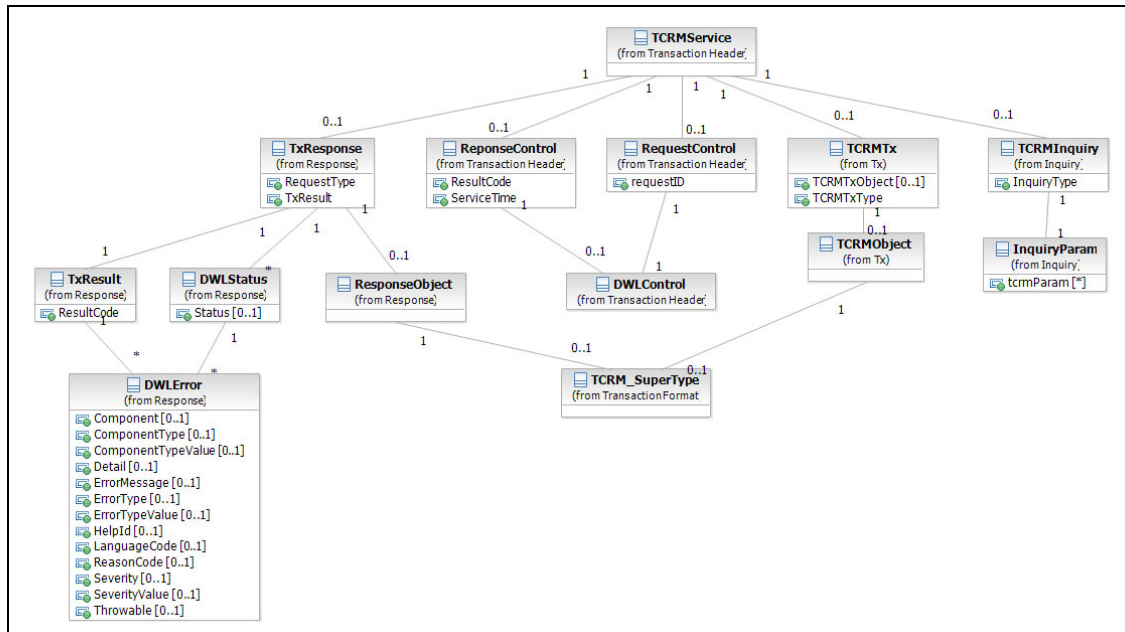 TCRMService
(from Transaction Header)
1
1
1
1
1
0..1
0..1
0..1
0..1
0..1
TxResponse
(from Response)
RequestType
TxResult
ReponseControl
(from Transaction Header)
ResultCode
ServiceTime
RequestControl
(from Transaction Header)
requestID
TCRMTx
(from Tx)
TCRMTxObject [0..1]
TCRMTxType
TCRMInquiry
(from Inquiry)
InquiryType
1
1
1
1
1
1
1
1
0..1
0..1
0..1
1
1
1
*
TxResult
(from Response)
ResultCode
DWLStatus
(from Response)
Status [0..1]
ResponseObject
(from Response)
DWLControl
(from Transaction Header)
TCRMObject
(from Tx)
InquiryParam
(from Inquiry)
tcrmParam [*]
1
1
1
1
*
*
0..1
0..1
DWLError
(from Response)
Component [0..1]
ComponentType [0..1]
ComponentTypeValue [0..1]
Detail [0..1]
ErrorMessage [0..1]
ErrorType [0..1]
ErrorTypeValue [0..1]
HelpId [0..1]
LanguageCode [0..1]
ReasonCode [0..1]
Severity [0..1]
SeverityValue [0..1]
Throwable [0..1]
TCRM_SuperType
(from TransactionFormat